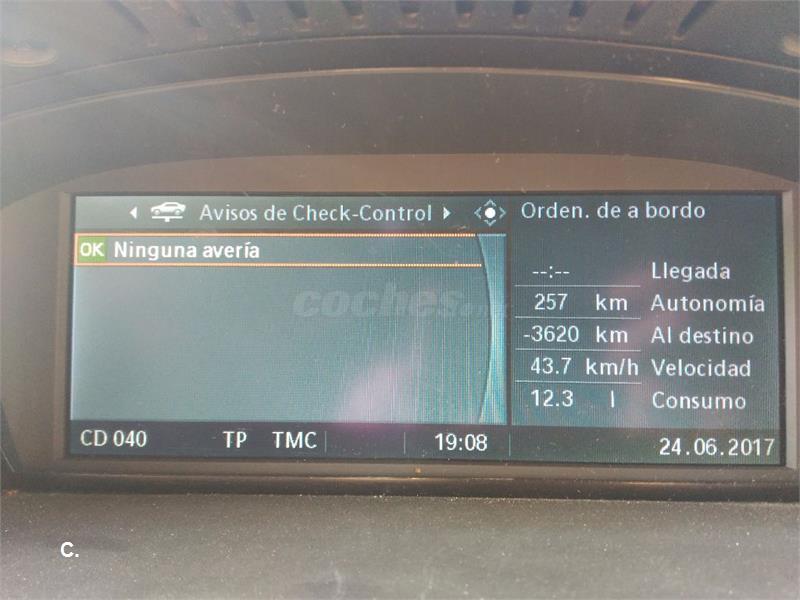 Avisos de Check-Control
OK Ninguna avería
Orden. de a bordo
--:-- Llegada
257 km Autonomía
-3620 km Al destino
43.7 km/h Velocidad
12.3 l Consumo
CD 040 TP TMC 19:08 24.06.2017
coches
C.